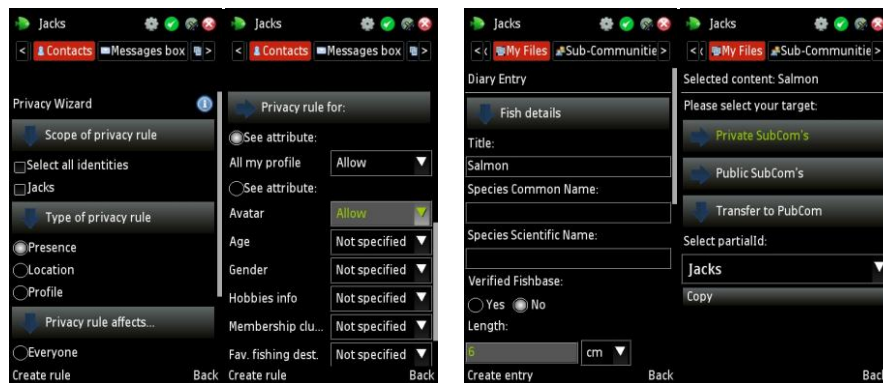 Jacks
< Contacts Messages box >
Privacy Wizard
Scope of privacy rule
Select all identities
Jacks
Type of privacy rule
Presence
Location
Profile
Privacy rule affects...
Everyone
Create rule Back
Jacks
< Contacts Messages box >
Privacy rule for:
See attribute:
All my profile Allow
See attribute:
Avatar Allow
Age Not specified
Gender Not specified
Hobbies info Not specified
Membership clu... Not specified
Fav. fishing dest. Not specified
Create rule Back
Jacks
< My Files Sub-Communitie >
Diary Entry
Fish details
Title:
Salmon
Species Common Name:
Species Scientific Name:
Verified Fishbase:
Yes No
Length:
6 cm
Create entry Back
Jacks
< My Files Sub-Communitie >
Selected content: Salmon
Please select your target:
Private SubCom's
Public SubCom's
Transfer to PubCom
Select partialId:
Jacks
Copy
Back